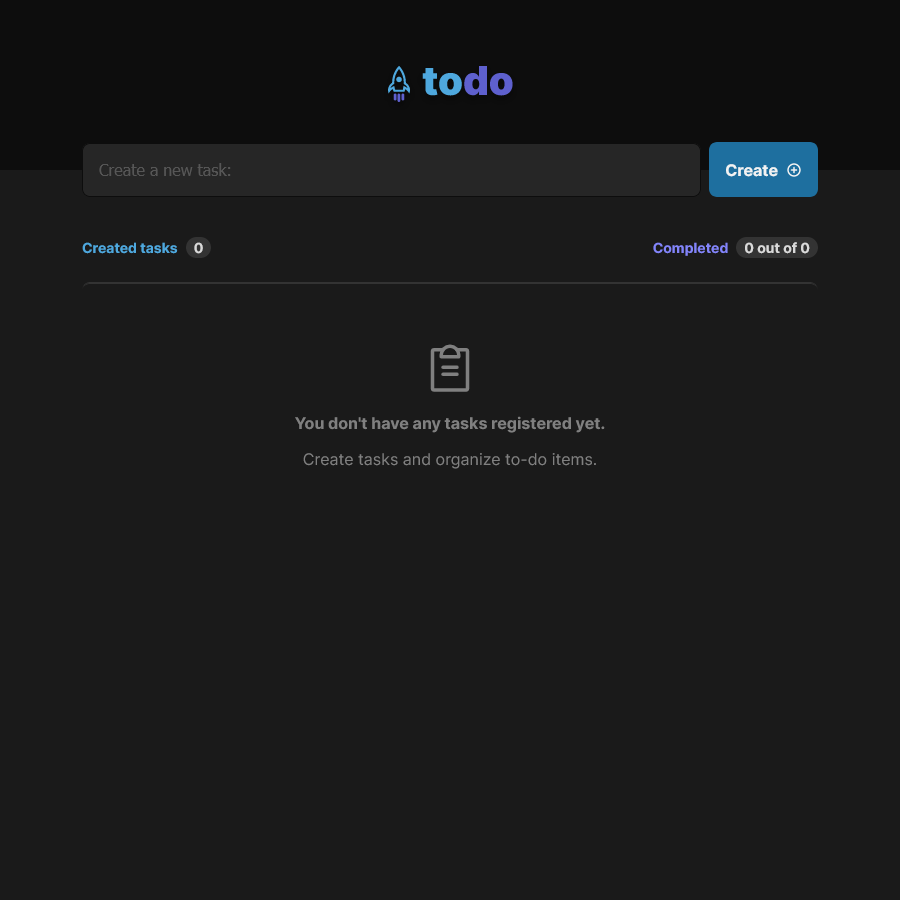 todo
Create a new task:
Create
Created tasks 0
Completed 0 out of 0
You don't have any tasks registered yet.
Create tasks and organize to-do items.